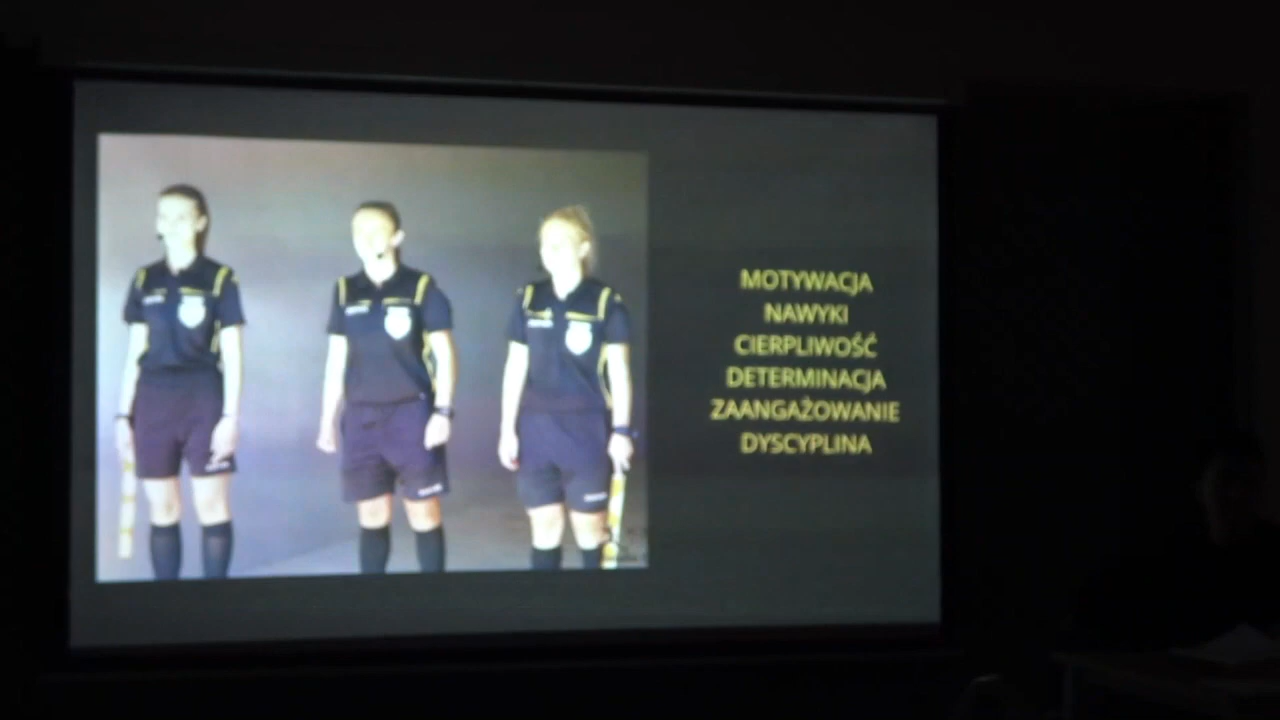 MOTYWACJA
NAWYKI
CIERPLIWOŚĆ
DETERMINACJA
ZAANGAŻOWANIE
DYSCYPLINA